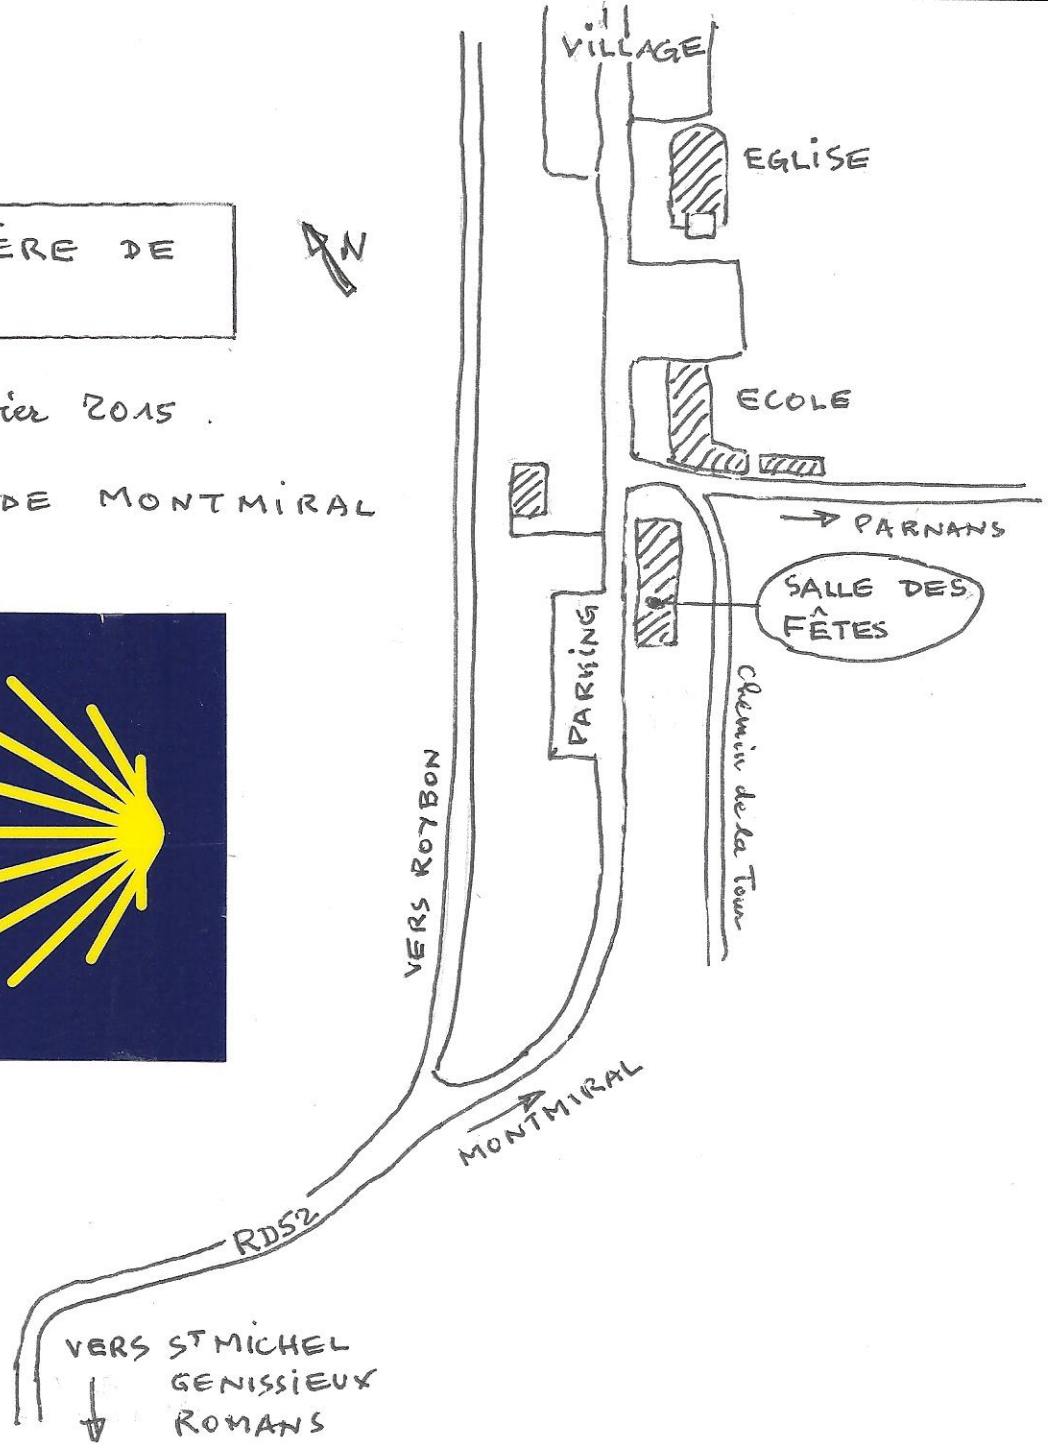 VILLAGE
EGLISE
ÈRE DE
N
ECOLE
ier 2015 .
DE MONTMIRAL
→ PARNANS
SALLE DES
FÊTES
PARKING
Chemin de la Tour
VERS ROYBON
MONTMIRAL
RD52
VERS ST MICHEL
GENISSIEUX
ROMANS